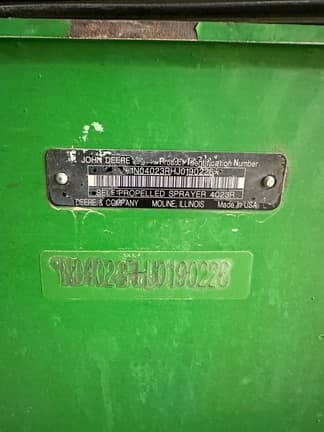 JOHN DEERE Product Identification Number
*1N04023RHJ0190228*
SELF PROPELLED SPRAYER 4023R
DEERE & COMPANY MOLINE, ILLINOIS Made in USA
1N04023RHJ0190228